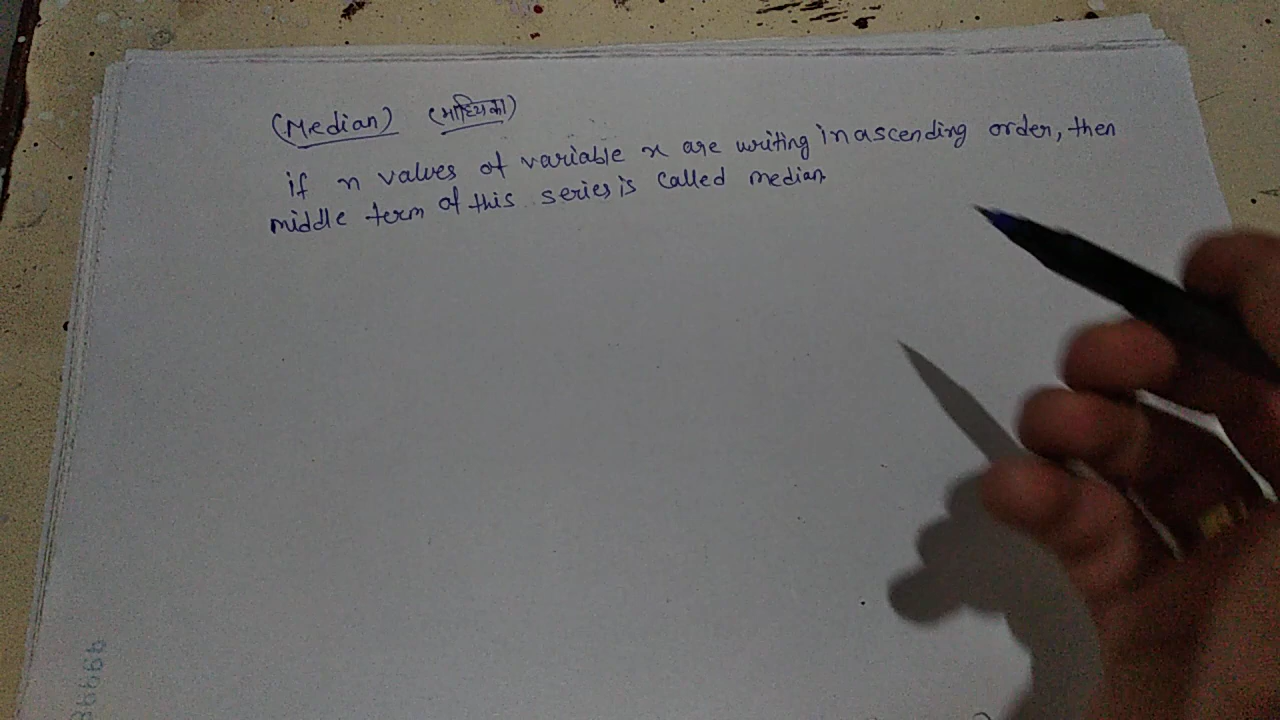 (Median) (माध्यिका)
if n values of variable x are writing in ascending order, then
middle term of this series is called median